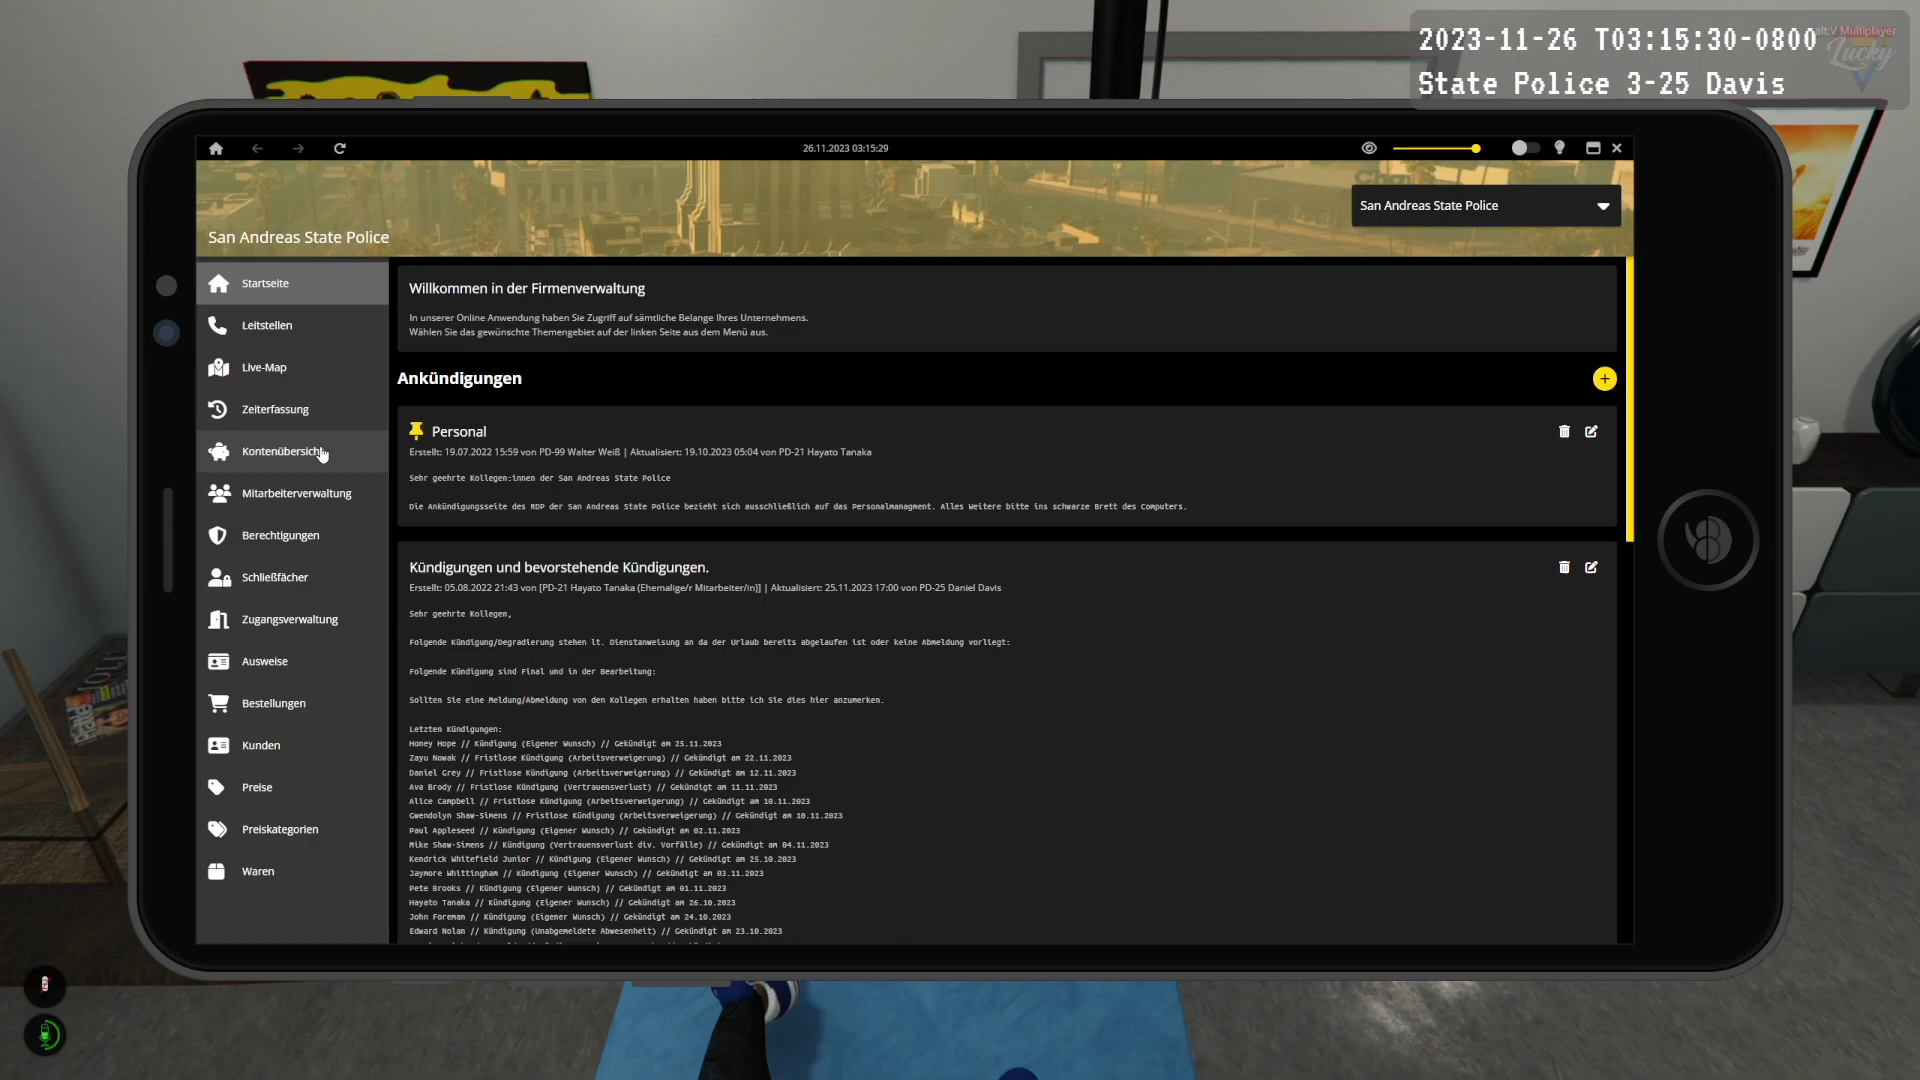 2023-11-26 T03:15:30-0800
alt:V Multiplayer
Lucky
State Police 3-25 Davis
26.11.2023 03:15:29
San Andreas State Police
San Andreas State Police
Startseite
Leitstellen
Live-Map
Zeiterfassung
Kontenübersicht
Mitarbeiterverwaltung
Berechtigungen
Schließfächer
Zugangsverwaltung
Ausweise
Bestellungen
Kunden
Preise
Preiskategorien
Waren
Willkommen in der Firmenverwaltung
In unserer Online Anwendung haben Sie Zugriff auf sämtliche Belange Ihres Unternehmens.
Wählen Sie das gewünschte Themengebiet auf der linken Seite aus dem Menü aus.
Ankündigungen
Personal
Erstellt: 19.07.2022 15:59 von PD-99 Walter Weiß | Aktualisiert: 19.10.2023 05:04 von PD-21 Hayato Tanaka
Sehr geehrte Kollegen:innen der San Andreas State Police
Die Ankündigungsseite des RDP der San Andreas State Police bezieht sich ausschließlich auf das Personalmanagment. Alles Weitere bitte ins schwarze Brett des Computers.
Kündigungen und bevorstehende Kündigungen.
Erstellt: 05.08.2022 21:43 von [PD-21 Hayato Tanaka (Ehemalige/r Mitarbeiter/in)] | Aktualisiert: 25.11.2023 17:00 von PD-25 Daniel Davis
Sehr geehrte Kollegen,
Folgende Kündigung/Degradierung stehen lt. Dienstanweisung an da der Urlaub bereits abgelaufen ist oder keine Abmeldung vorliegt:
Folgende Kündigung sind Final und in der Bearbeitung:
Sollten Sie eine Meldung/Abmeldung von den Kollegen erhalten haben bitte ich Sie dies hier anzumerken.
Letzten Kündigungen:
Honey Hope // Kündigung (Eigener Wunsch) // Gekündigt am 25.11.2023
Zayu Nowak // Fristlose Kündigung (Arbeitsverweigerung) // Gekündigt am 22.11.2023
Daniel Grey // Fristlose Kündigung (Arbeitsverweigerung) // Gekündigt am 12.11.2023
Ava Brody // Fristlose Kündigung (Vertrauensverlust) // Gekündigt am 11.11.2023
Alice Campbell // Fristlose Kündigung (Arbeitsverweigerung) // Gekündigt am 10.11.2023
Gwendolyn Shaw-Simens // Fristlose Kündigung (Arbeitsverweigerung) // Gekündigt am 10.11.2023
Paul Appleseed // Kündigung (Eigener Wunsch) // Gekündigt am 02.11.2023
Mike Shaw-Simens // Kündigung (Vertrauensverlust div. Vorfälle) // Gekündigt am 04.11.2023
Kendrick Whitefield Junior // Kündigung (Eigener Wunsch) // Gekündigt am 25.10.2023
Jaymore Whittingham // Kündigung (Eigener Wunsch) // Gekündigt am 03.11.2023
Pete Brooks // Kündigung (Eigener Wunsch) // Gekündigt am 01.11.2023
Hayato Tanaka // Kündigung (Eigener Wunsch) // Gekündigt am 26.10.2023
John Foreman // Kündigung (Eigener Wunsch) // Gekündigt am 24.10.2023
Edward Nolan // Kündigung (Unabgemeldete Abwesenheit) // Gekündigt am 23.10.2023